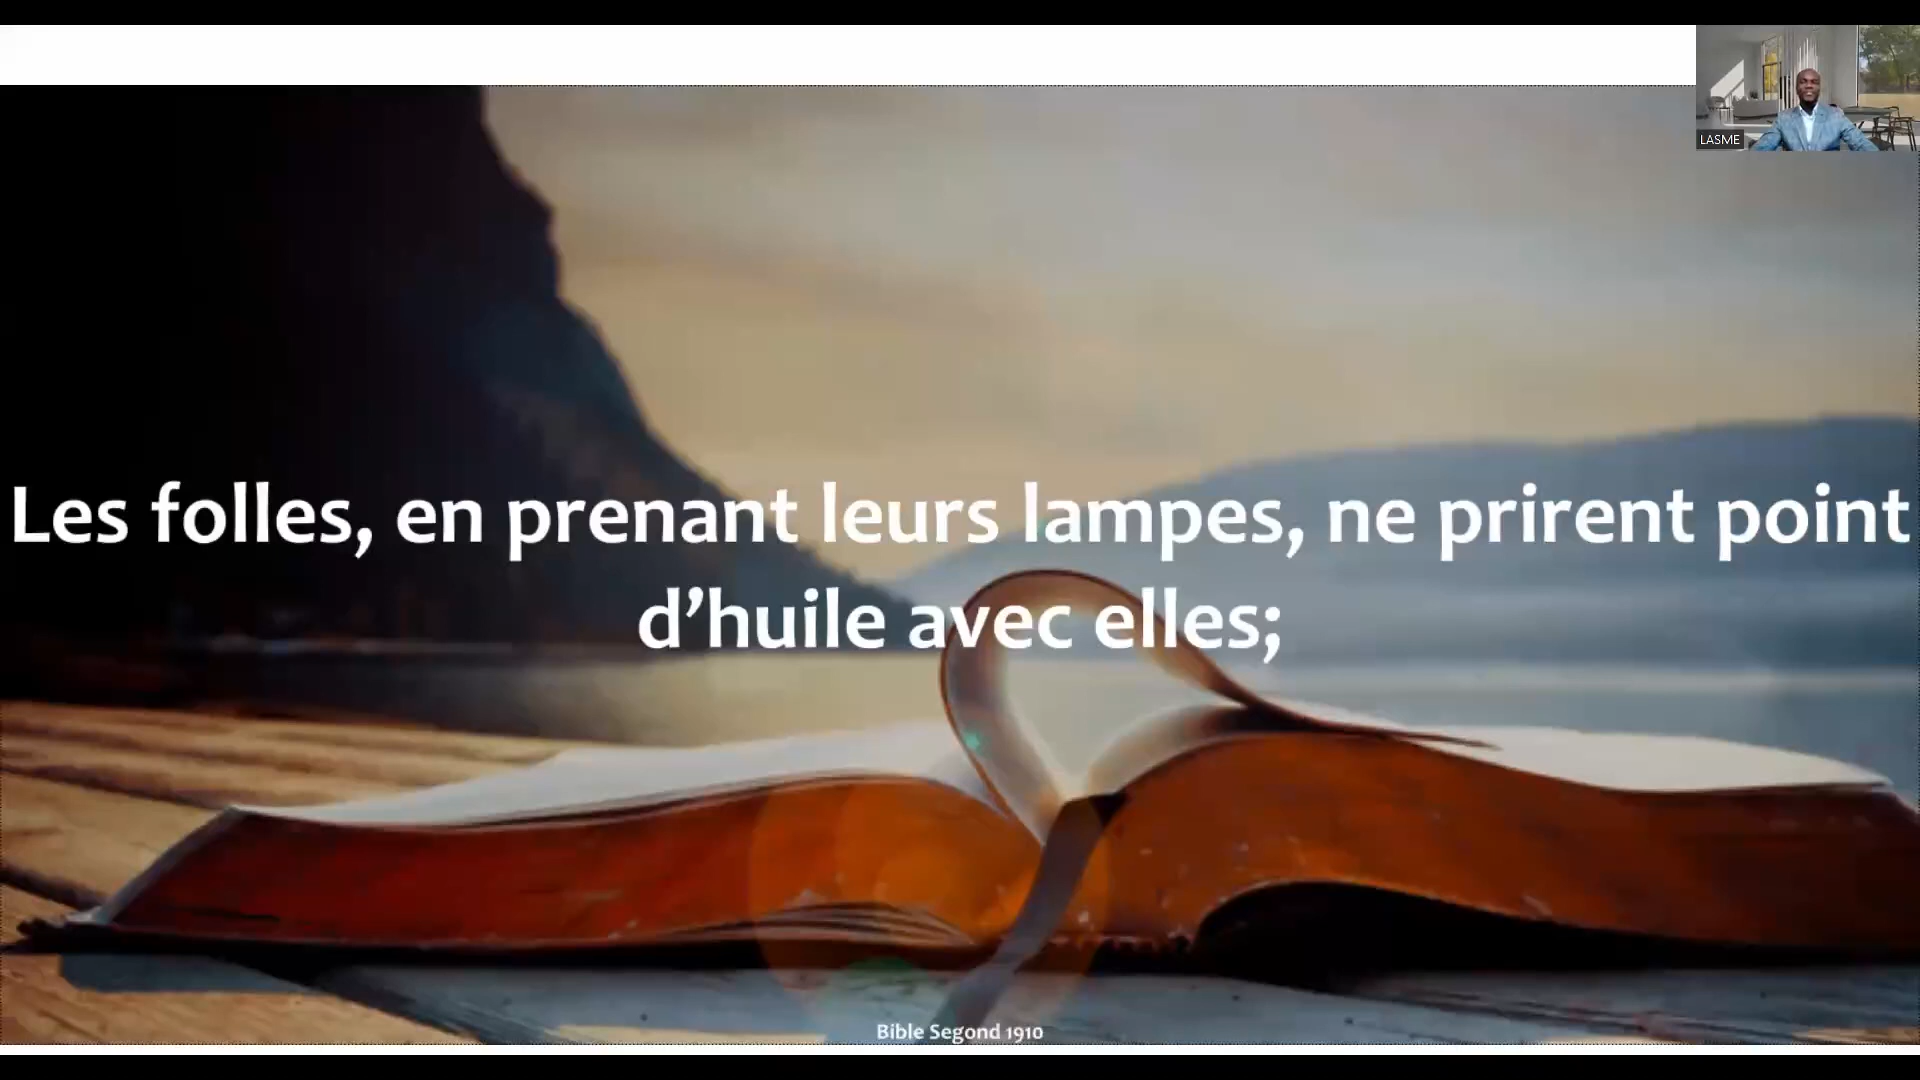 LASME
Les folles, en prenant leurs lampes, ne prirent point
d’huile avec elles;
Bible Segond 1910